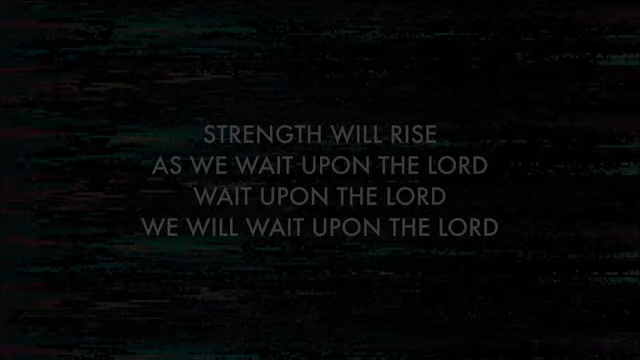 STRENGTH WILL RISE
AS WE WAIT UPON THE LORD
WAIT UPON THE LORD
WE WILL WAIT UPON THE LORD